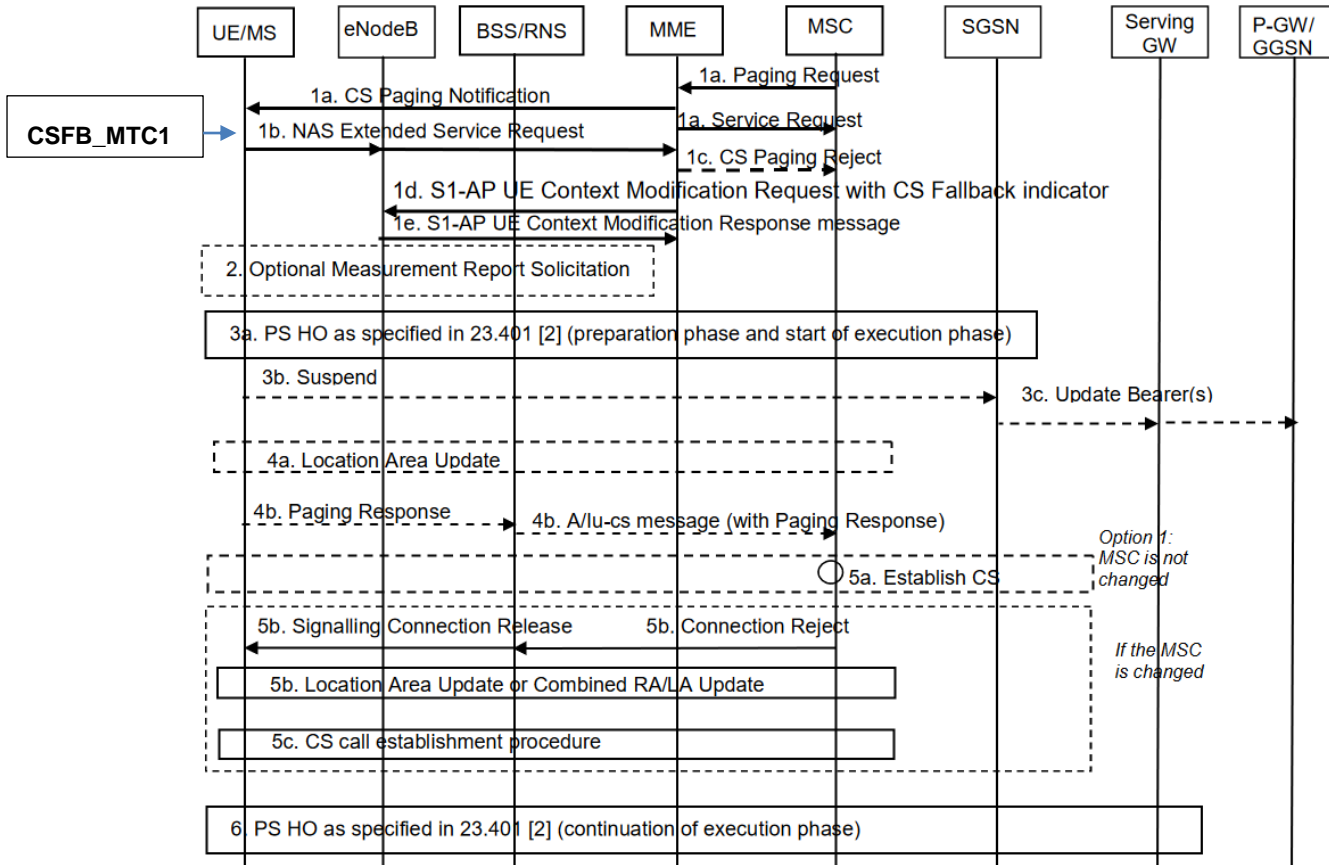 UE/MS
eNodeB
BSS/RNS
MME
MSC
SGSN
Serving
GW
P-GW/
GGSN
1a. Paging Request
1a. CS Paging Notification
CSFB_MTC1
1a. Service Request
1b. NAS Extended Service Request
1c. CS Paging Reject
1d. S1-AP UE Context Modification Request with CS Fallback indicator
1e. S1-AP UE Context Modification Response message
2. Optional Measurement Report Solicitation
3a. PS HO as specified in 23.401 [2] (preparation phase and start of execution phase)
3b. Suspend
3c. Update Bearer(s)
4a. Location Area Update
4b. Paging Response
4b. A/Iu-cs message (with Paging Response)
Option 1:
MSC is not
changed
5a. Establish CS
5b. Signalling Connection Release
5b. Connection Reject
If the MSC
is changed
5b. Location Area Update or Combined RA/LA Update
5c. CS call establishment procedure
6. PS HO as specified in 23.401 [2] (continuation of execution phase)